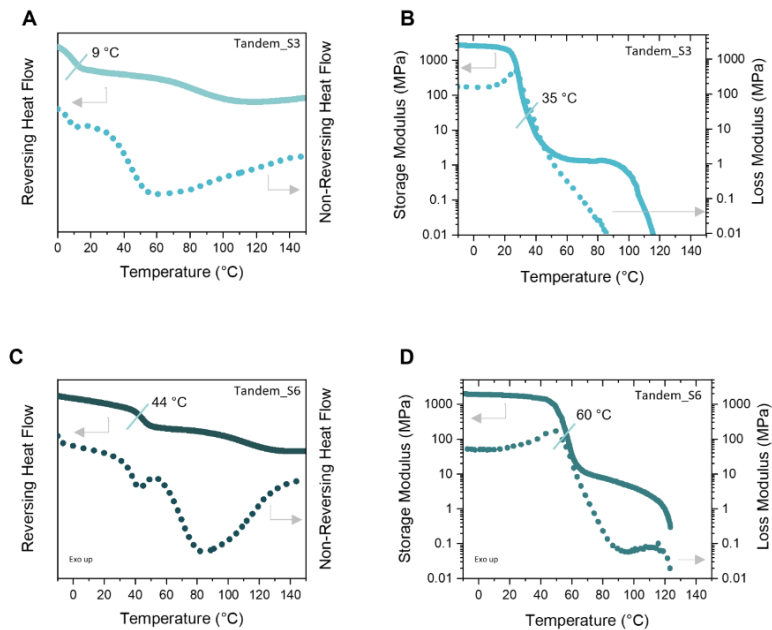 A
Tandem_S3
9 °C
Reversing Heat Flow
Non-Reversing Heat Flow
0 20 40 60 80 100 120 140
Temperature (°C)
B
Tandem_S3
35 °C
Storage Modulus (MPa)
1000
100
10
1
0.1
0.01
Loss Modulus (MPa)
1000
100
10
1
0.1
0.01
0 20 40 60 80 100 120
Temperature (°C)
C
Tandem_S6
44 °C
Reversing Heat Flow
Non-Reversing Heat Flow
Exo up
0 20 40 60 80 100 120 140
Temperature (°C)
D
Tandem_S6
60 °C
Storage Modulus (MPa)
1000
100
10
1
0.1
0.01
Loss Modulus (MPa)
1000
100
10
1
0.1
0.01
Exo up
0 20 40 60 80 100 120 140
Temperature (°C)